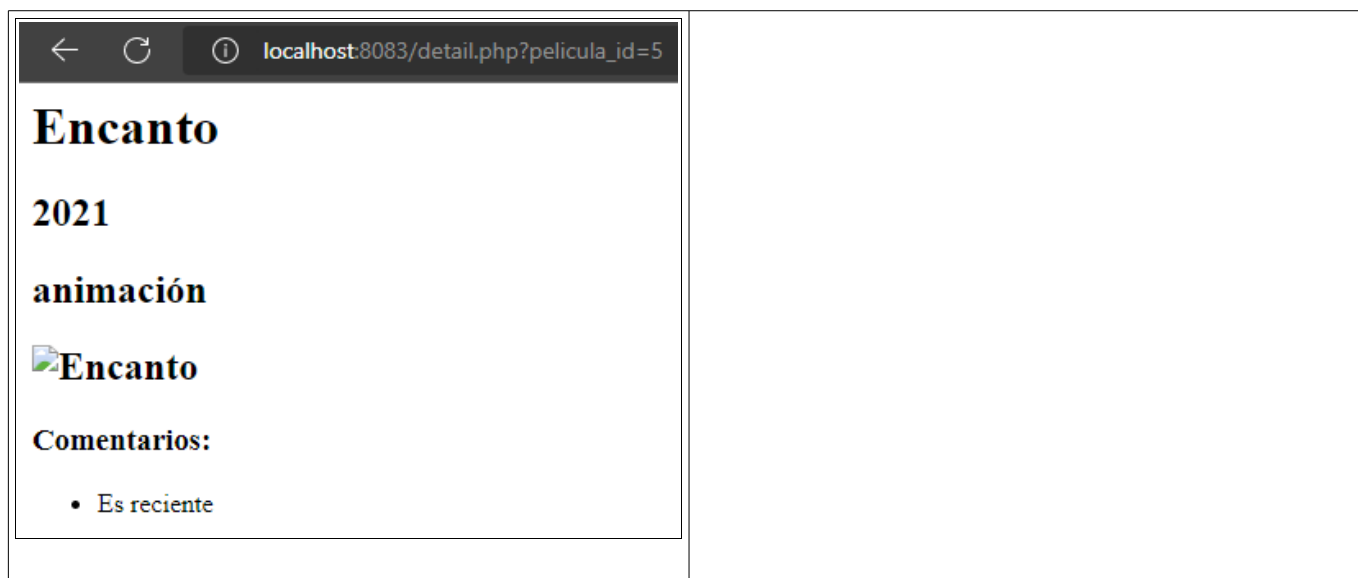 localhost:8083/detail.php?pelicula_id=5
Encanto
2021
animación
Encanto
Comentarios:
• Es reciente